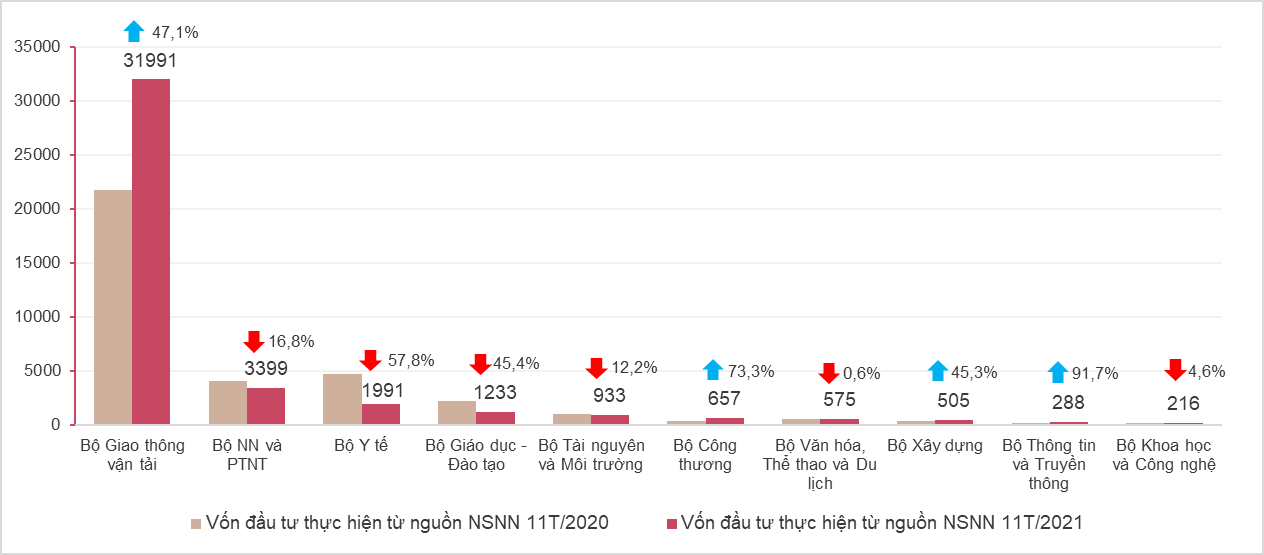 47,1%
35000
31991
30000
25000
20000
15000
10000
5000
0
16,8%
3399
57,8%
1991
45,4%
1233
12,2%
933
73,3%
657
0,6%
575
45,3%
505
91,7%
288
4,6%
216
Bộ Giao thông
vận tải
Bộ NN và
PTNT
Bộ Y tế
Bộ Giáo dục -
Đào tạo
Bộ Tài nguyên
và Môi trường
Bộ Công
thương
Bộ Văn hóa,
Thể thao và Du
lịch
Bộ Xây dựng
Bộ Thông tin
và Truyền
thông
Bộ Khoa học
và Công nghệ
Vốn đầu tư thực hiện từ nguồn NSNN 11T/2020
Vốn đầu tư thực hiện từ nguồn NSNN 11T/2021